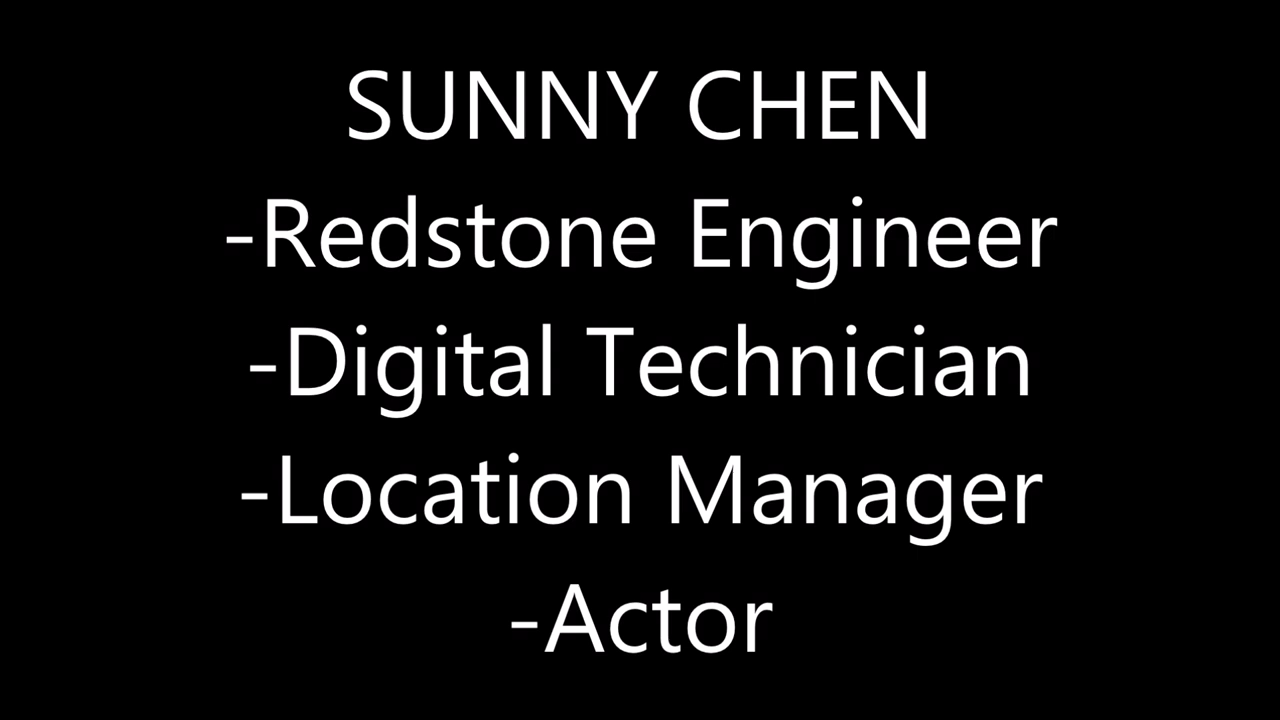 SUNNY CHEN
-Redstone Engineer
-Digital Technician
-Location Manager
-Actor